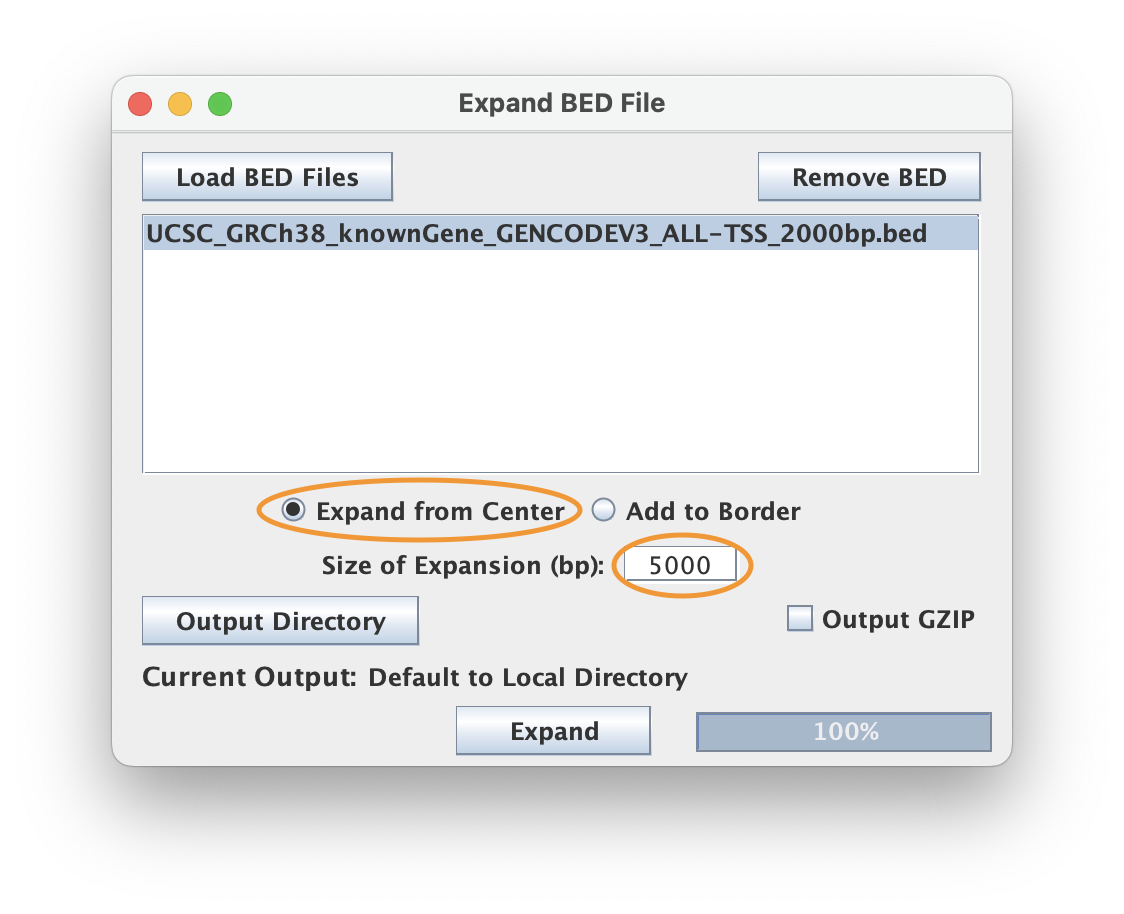 Expand BED File
Load BED Files
Remove BED
UCSC_GRCh38_knownGene_GENCODEV3_ALL-TSS_2000bp.bed
Expand from Center
Add to Border
Size of Expansion (bp): 5000
Output Directory
Output GZIP
Current Output: Default to Local Directory
Expand
100%